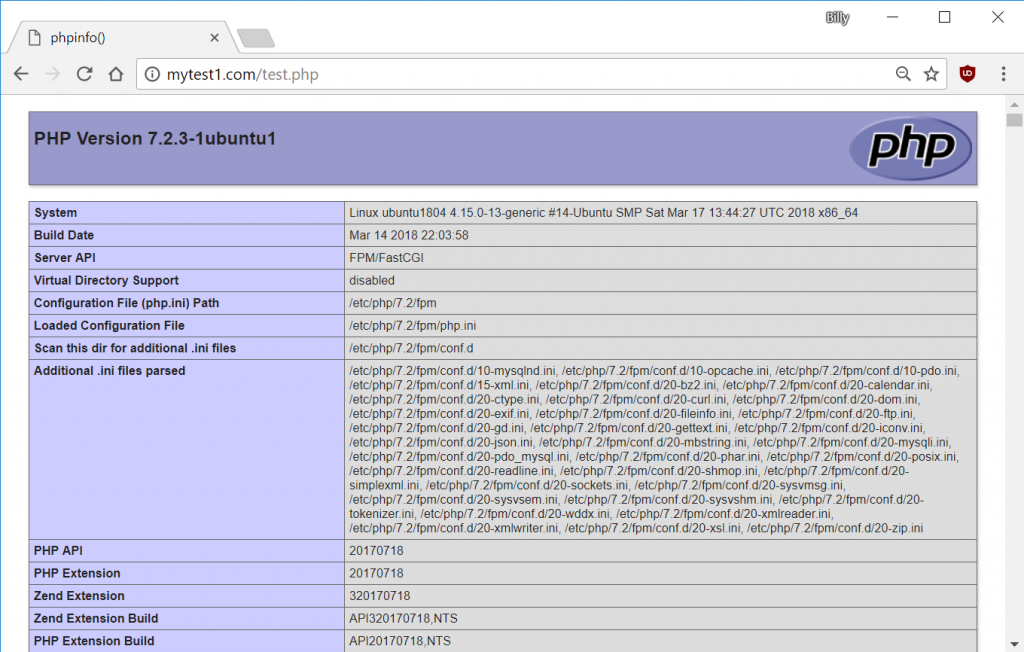 Billy
phpinfo()
mytest1.com/test.php
PHP Version 7.2.3-1ubuntu1
php
System Linux ubuntu1804 4.15.0-13-generic #14-Ubuntu SMP Sat Mar 17 13:44:27 UTC 2018 x86_64
Build Date Mar 14 2018 22:03:58
Server API FPM/FastCGI
Virtual Directory Support disabled
Configuration File (php.ini) Path /etc/php/7.2/fpm
Loaded Configuration File /etc/php/7.2/fpm/php.ini
Scan this dir for additional .ini files /etc/php/7.2/fpm/conf.d
Additional .ini files parsed /etc/php/7.2/fpm/conf.d/10-mysqlnd.ini, /etc/php/7.2/fpm/conf.d/10-opcache.ini, /etc/php/7.2/fpm/conf.d/10-pdo.ini,
/etc/php/7.2/fpm/conf.d/15-xml.ini, /etc/php/7.2/fpm/conf.d/20-bz2.ini, /etc/php/7.2/fpm/conf.d/20-calendar.ini,
/etc/php/7.2/fpm/conf.d/20-ctype.ini, /etc/php/7.2/fpm/conf.d/20-curl.ini, /etc/php/7.2/fpm/conf.d/20-dom.ini,
/etc/php/7.2/fpm/conf.d/20-exif.ini, /etc/php/7.2/fpm/conf.d/20-fileinfo.ini, /etc/php/7.2/fpm/conf.d/20-ftp.ini,
/etc/php/7.2/fpm/conf.d/20-gd.ini, /etc/php/7.2/fpm/conf.d/20-gettext.ini, /etc/php/7.2/fpm/conf.d/20-iconv.ini,
/etc/php/7.2/fpm/conf.d/20-json.ini, /etc/php/7.2/fpm/conf.d/20-mbstring.ini, /etc/php/7.2/fpm/conf.d/20-mysqli.ini,
/etc/php/7.2/fpm/conf.d/20-pdo_mysql.ini, /etc/php/7.2/fpm/conf.d/20-phar.ini, /etc/php/7.2/fpm/conf.d/20-posix.ini,
/etc/php/7.2/fpm/conf.d/20-readline.ini, /etc/php/7.2/fpm/conf.d/20-shmop.ini, /etc/php/7.2/fpm/conf.d/20-
simplexml.ini, /etc/php/7.2/fpm/conf.d/20-sockets.ini, /etc/php/7.2/fpm/conf.d/20-sysvmsg.ini,
/etc/php/7.2/fpm/conf.d/20-sysvsem.ini, /etc/php/7.2/fpm/conf.d/20-sysvshm.ini, /etc/php/7.2/fpm/conf.d/20-
tokenizer.ini, /etc/php/7.2/fpm/conf.d/20-wddx.ini, /etc/php/7.2/fpm/conf.d/20-xmlreader.ini,
/etc/php/7.2/fpm/conf.d/20-xmlwriter.ini, /etc/php/7.2/fpm/conf.d/20-xsl.ini, /etc/php/7.2/fpm/conf.d/20-zip.ini
PHP API 20170718
PHP Extension 20170718
Zend Extension 320170718
Zend Extension Build API320170718,NTS
PHP Extension Build API20170718,NTS